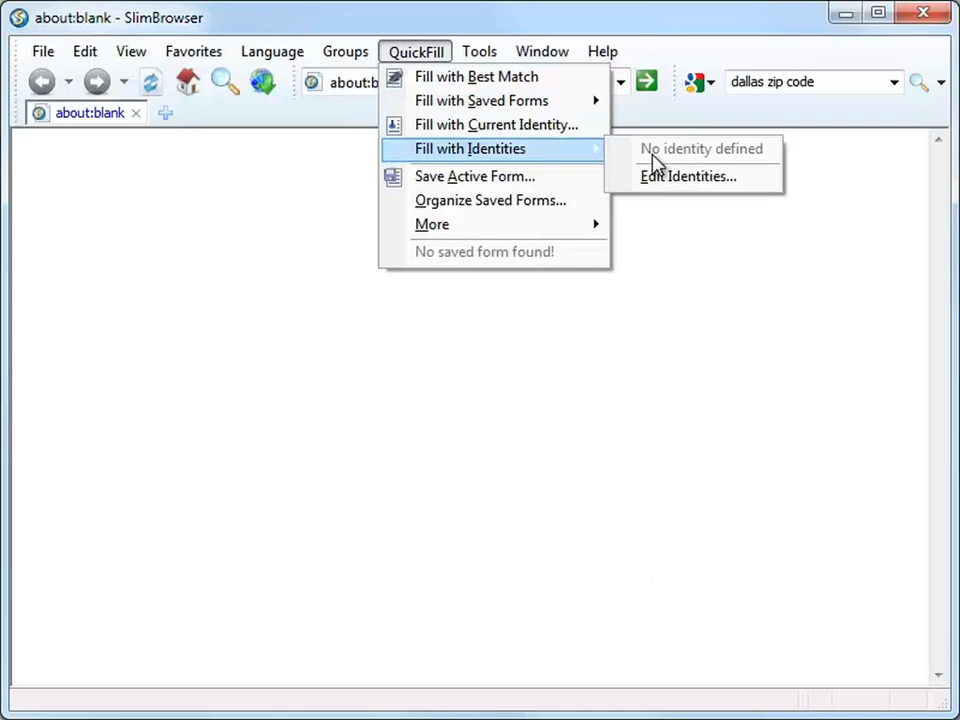 about:blank - SlimBrowser
File Edit View Favorites Language Groups QuickFill Tools Window Help
about:b
dallas zip code
about:blank
Fill with Best Match
Fill with Saved Forms
Fill with Current Identity...
Fill with Identities
No identity defined
Edit Identities...
Save Active Form...
Organize Saved Forms...
More
No saved form found!